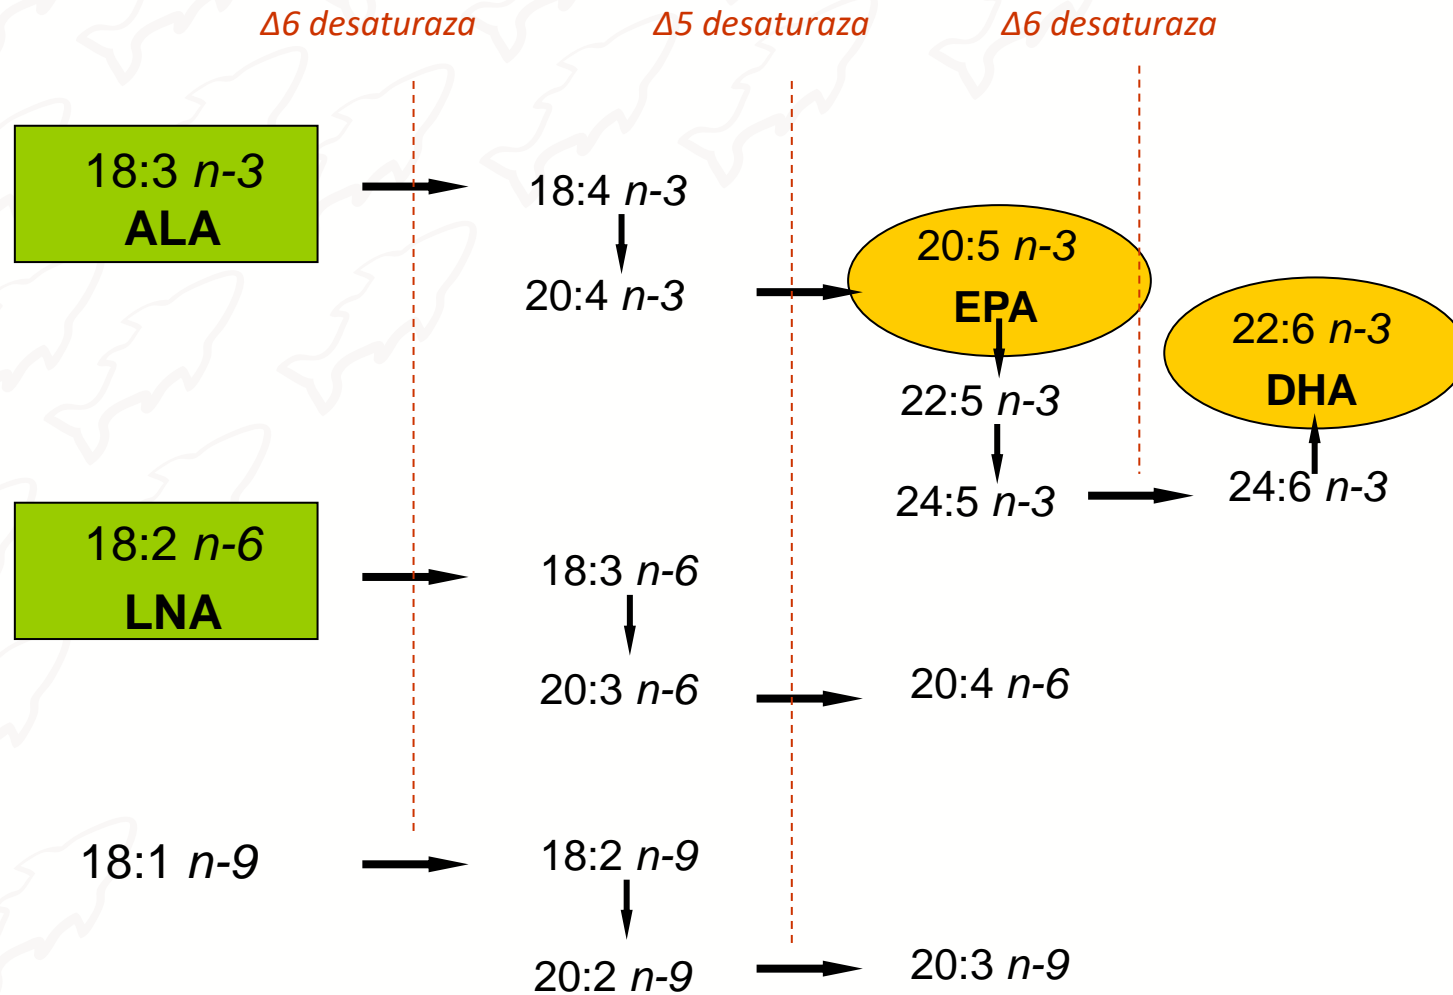 Δ6 desaturaza
Δ5 desaturaza
Δ6 desaturaza
18:3 n-3
ALA
18:4 n-3
20:4 n-3
20:5 n-3
EPA
22:5 n-3
24:5 n-3
22:6 n-3
DHA
24:6 n-3
18:2 n-6
LNA
18:3 n-6
20:3 n-6
20:4 n-6
18:1 n-9
18:2 n-9
20:2 n-9
20:3 n-9